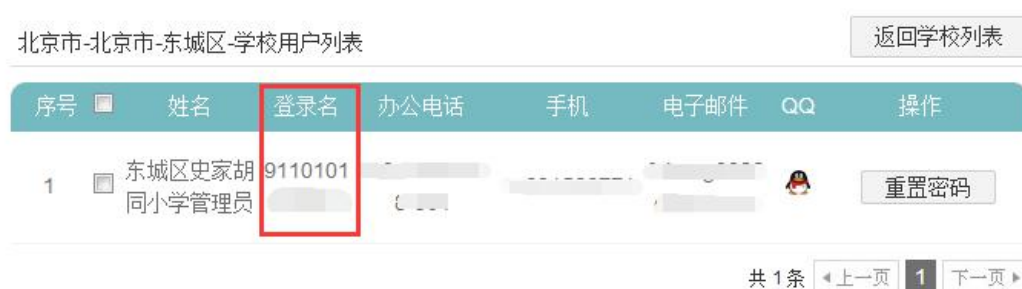 北京市-北京市-东城区-学校用户列表
返回学校列表
序号 姓名 登录名 办公电话 手机 电子邮件 QQ 操作
1 东城区史家胡 9110101 重置密码
同小学管理员
共 1 条 上一页 1 下一页